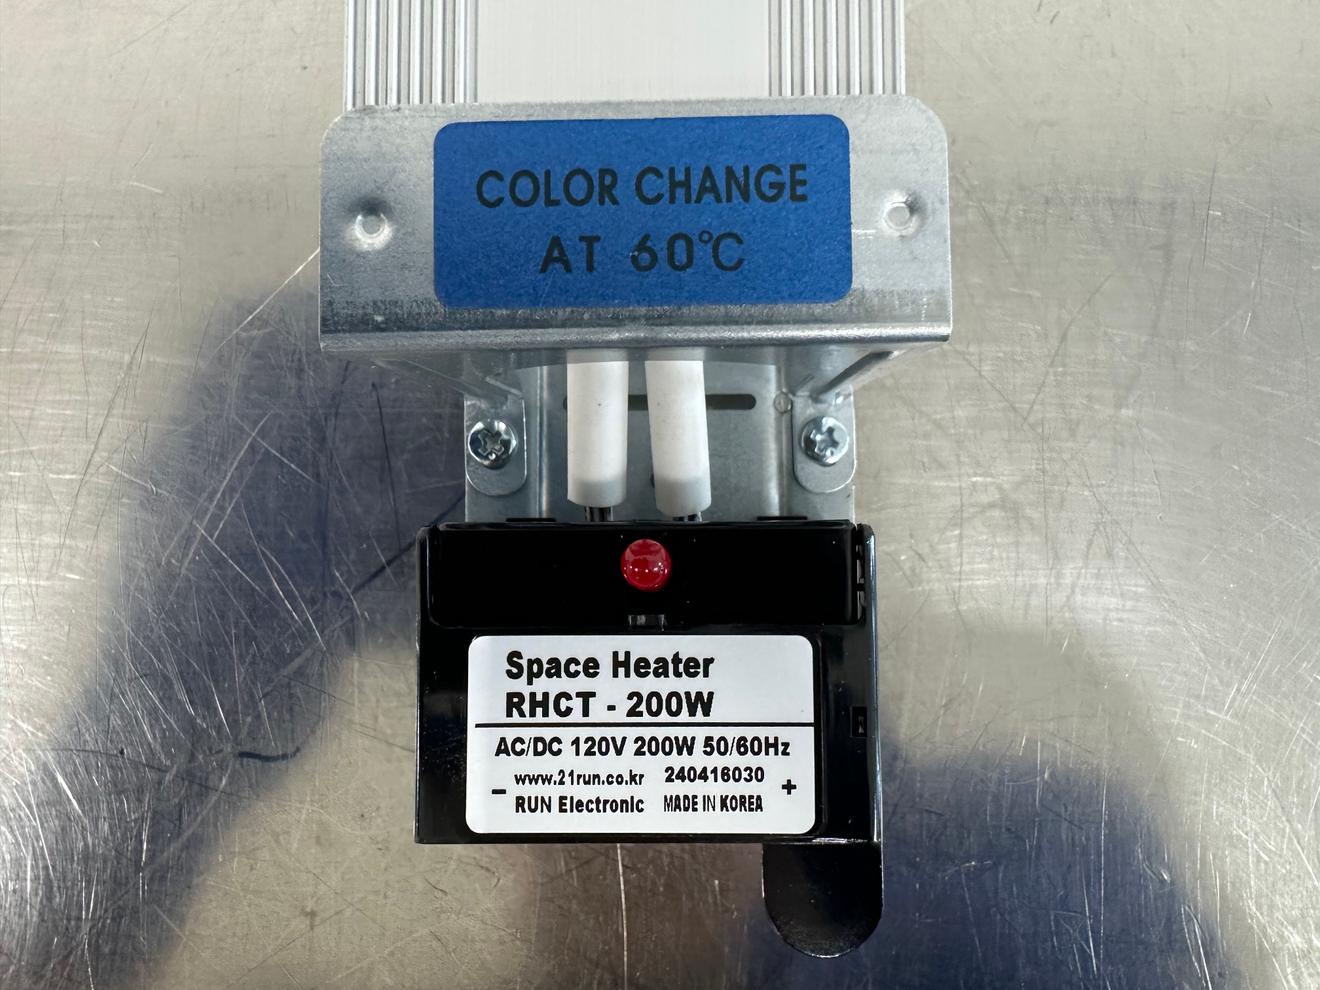 COLOR CHANGE
AT 60°C
Space Heater
RHCT - 200W
AC/DC 120V 200W 50/60Hz
www.21run.co.kr 240416030
- RUN Electronic MADE IN KOREA +